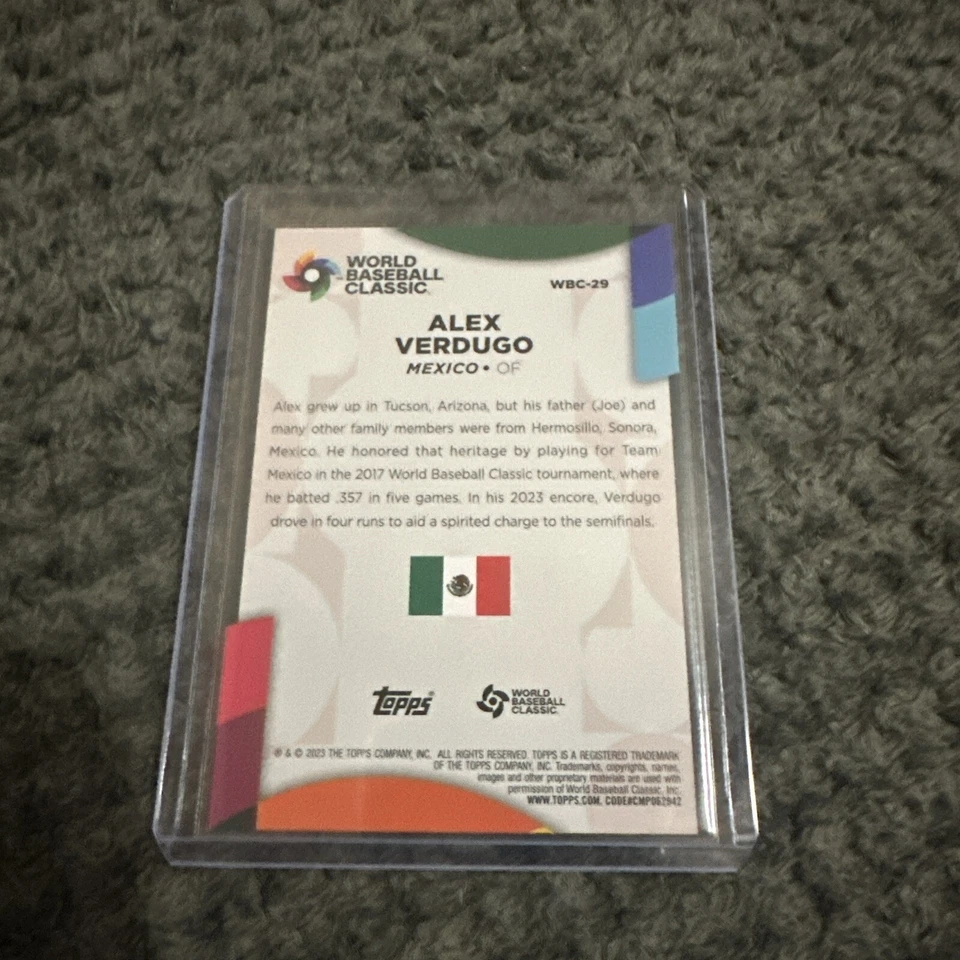 WORLD
BASEBALL
CLASSIC
WBC-29
ALEX
VERDUGO
MEXICO • OF
Alex grew up in Tucson, Arizona, but his father (Joe) and
many other family members were from Hermosillo, Sonora,
Mexico. He honored that heritage by playing for Team
Mexico in the 2017 World Baseball Classic tournament, where
he batted .357 in five games. In his 2023 encore, Verdugo
drove in four runs to aid a spirited charge to the semifinals.
Topps®
WORLD
BASEBALL
CLASSIC
® & © 2023 THE TOPPS COMPANY, INC. ALL RIGHTS RESERVED. TOPPS IS A REGISTERED TRADEMARK
OF THE TOPPS COMPANY, INC. Trademarks, copyrights, names,
images and other proprietary materials are used with
permission of World Baseball Classic, Inc.
WWW.TOPPS.COM. CODE#CMP062942